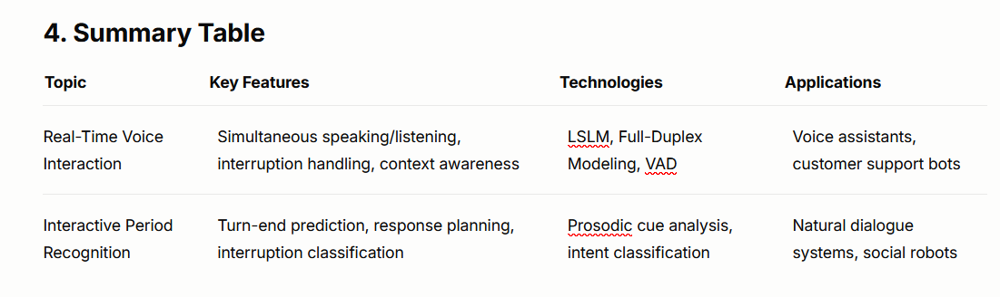 4. Summary Table
Topic Key Features Technologies Applications
Real-Time Voice Simultaneous speaking/listening, LSLM, Full-Duplex Voice assistants,
Interaction interruption handling, context awareness Modeling, VAD customer support bots
Interactive Period Turn-end prediction, response planning, Prosodic cue analysis, Natural dialogue
Recognition interruption classification intent classification systems, social robots